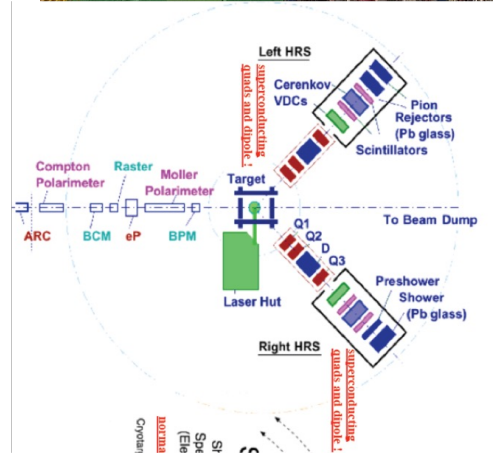 Left HRS
superconducting
quads and dipole !
Cerenkov
VDCs
Pion
Rejectors
(Pb glass)
Scintillators
Compton
Polarimeter
Raster
Moller
Polarimeter
Target
ARC
BCM
eP
BPM
To Beam Dump
Q1
Q2
D
Q3
Laser Hut
Preshower
Shower
(Pb glass)
Right HRS
superconducting
quads and dipole !
(Ele
Cryotar